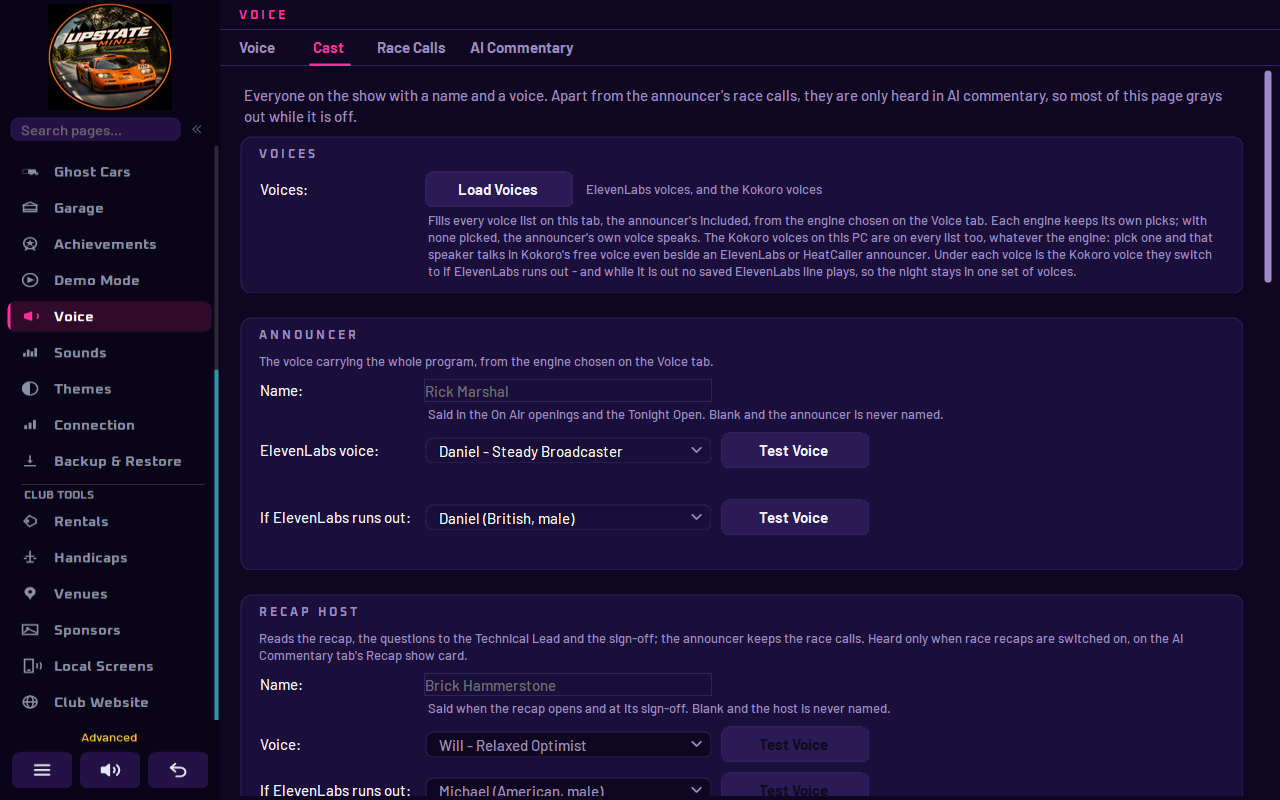 UPSTATE
MINIZ
Search pages...
Ghost Cars
Garage
Achievements
Demo Mode
Voice
Sounds
Themes
Connection
Backup & Restore
CLUB TOOLS
Rentals
Handicaps
Venues
Sponsors
Local Screens
Club Website
Advanced
VOICE
Voice
Cast
Race Calls
AI Commentary
Everyone on the show with a name and a voice. Apart from the announcer's race calls, they are only heard in AI commentary, so most of this page grays
out while it is off.
VOICES
Voices:
Load Voices
ElevenLabs voices, and the Kokoro voices
Fills every voice list on this tab, the announcer's included, from the engine chosen on the Voice tab. Each engine keeps its own picks; with
none picked, the announcer's own voice speaks. The Kokoro voices on this PC are on every list too, whatever the engine: pick one and that
speaker talks in Kokoro's free voice even beside an ElevenLabs or HeatCaller announcer. Under each voice is the Kokoro voice they switch
to if ElevenLabs runs out - and while it is out no saved ElevenLabs line plays, so the night stays in one set of voices.
ANNOUNCER
The voice carrying the whole program, from the engine chosen on the Voice tab.
Name:
Rick Marshal
Said in the On Air openings and the Tonight Open. Blank and the announcer is never named.
ElevenLabs voice:
Daniel - Steady Broadcaster
Test Voice
If ElevenLabs runs out:
Daniel (British, male)
Test Voice
RECAP HOST
Reads the recap, the questions to the Technical Lead and the sign-off; the announcer keeps the race calls. Heard only when race recaps are switched on, on the AI
Commentary tab's Recap show card.
Name:
Brick Hammerstone
Said when the recap opens and at its sign-off. Blank and the host is never named.
Voice:
Will - Relaxed Optimist
Test Voice
If ElevenLabs runs out:
Michael (American, male)
Test Voice